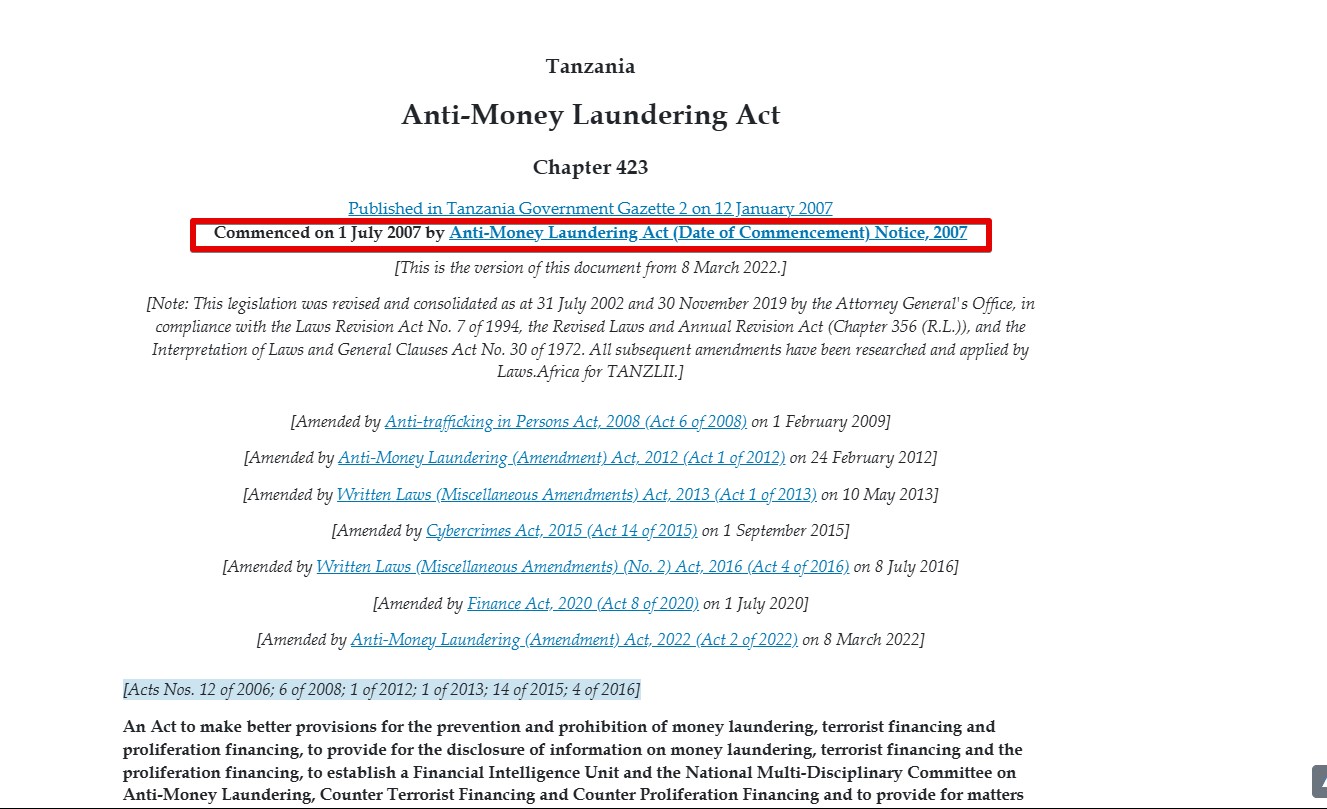 Tanzania
Anti-Money Laundering Act
Chapter 423
Published in Tanzania Government Gazette 2 on 12 January 2007
Commenced on 1 July 2007 by Anti-Money Laundering Act (Date of Commencement) Notice, 2007
[This is the version of this document from 8 March 2022.]
[Note: This legislation was revised and consolidated as at 31 July 2002 and 30 November 2019 by the Attorney General's Office, in
compliance with the Laws Revision Act No. 7 of 1994, the Revised Laws and Annual Revision Act (Chapter 356 (R.L.)), and the
Interpretation of Laws and General Clauses Act No. 30 of 1972. All subsequent amendments have been researched and applied by
Laws.Africa for TANZLII.]
[Amended by Anti-trafficking in Persons Act, 2008 (Act 6 of 2008) on 1 February 2009]
[Amended by Anti-Money Laundering (Amendment) Act, 2012 (Act 1 of 2012) on 24 February 2012]
[Amended by Written Laws (Miscellaneous Amendments) Act, 2013 (Act 1 of 2013) on 10 May 2013]
[Amended by Cybercrimes Act, 2015 (Act 14 of 2015) on 1 September 2015]
[Amended by Written Laws (Miscellaneous Amendments) (No. 2) Act, 2016 (Act 4 of 2016) on 8 July 2016]
[Amended by Finance Act, 2020 (Act 8 of 2020) on 1 July 2020]
[Amended by Anti-Money Laundering (Amendment) Act, 2022 (Act 2 of 2022) on 8 March 2022]
[Acts Nos. 12 of 2006; 6 of 2008; 1 of 2012; 1 of 2013; 14 of 2015; 4 of 2016]
An Act to make better provisions for the prevention and prohibition of money laundering, terrorist financing and
proliferation financing, to provide for the disclosure of information on money laundering, terrorist financing and the
proliferation financing, to establish a Financial Intelligence Unit and the National Multi-Disciplinary Committee on
Anti-Money Laundering, Counter Terrorist Financing and Counter Proliferation Financing and to provide for matters